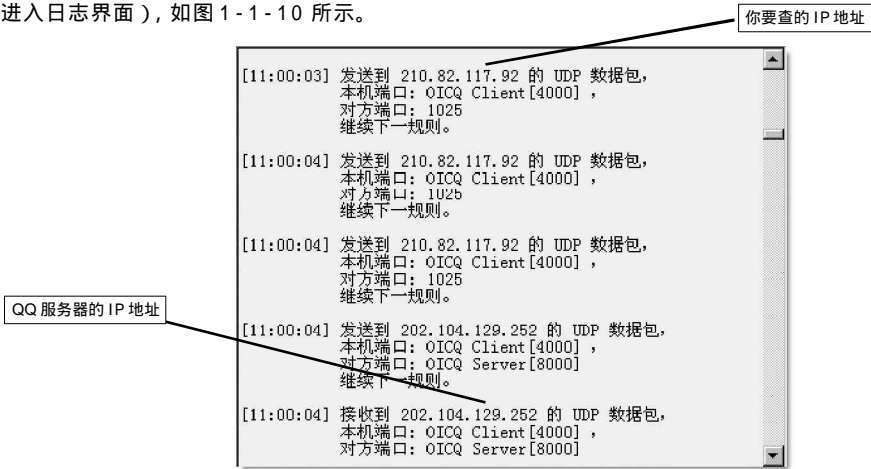 进入日志界面），如图 1-1-10 所示。
你要查的 IP 地址
[11:00:03] 发送到 210.82.117.92 的 UDP 数据包，
本机端口：OICQ Client[4000] ，
对方端口：1025
继续下一规则。
[11:00:04] 发送到 210.82.117.92 的 UDP 数据包，
本机端口：OICQ Client[4000] ，
对方端口：1025
继续下一规则。
[11:00:04] 发送到 210.82.117.92 的 UDP 数据包，
本机端口：OICQ Client[4000] ，
对方端口：1025
继续下一规则。
QQ 服务器的 IP 地址
[11:00:04] 发送到 202.104.129.252 的 UDP 数据包，
本机端口：OICQ Client[4000] ，
对方端口：OICQ Server[8000]
继续下一规则。
[11:00:04] 接收到 202.104.129.252 的 UDP 数据包，
本机端口：OICQ Client[4000] ，
对方端口：OICQ Server[8000]